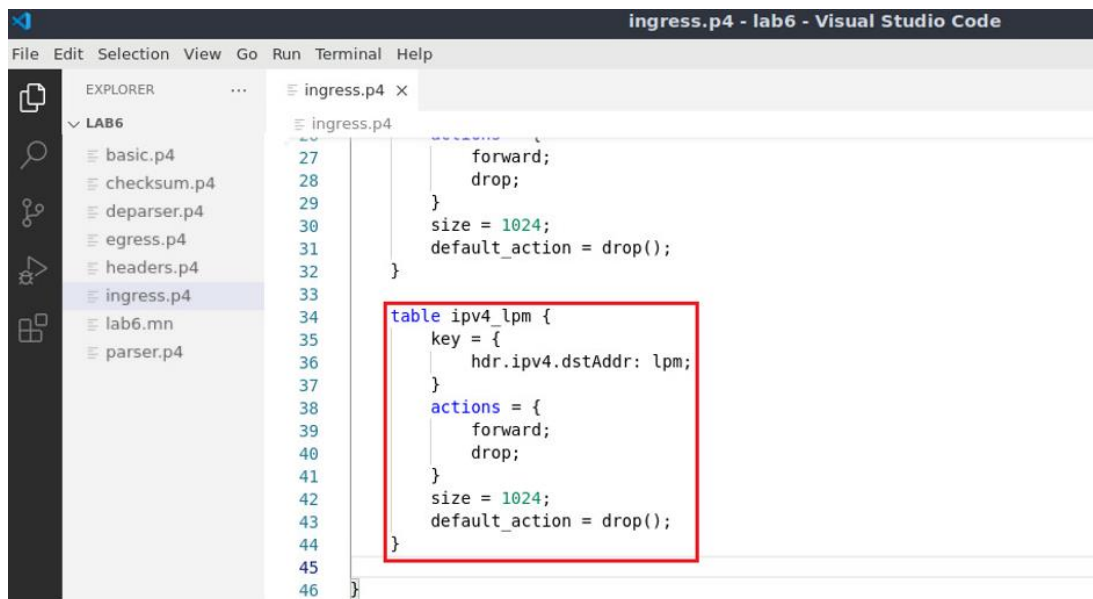 ingress.p4 - lab6 - Visual Studio Code
File Edit Selection View Go Run Terminal Help
EXPLORER ...
ingress.p4 ×
LAB6
ingress.p4
basic.p4
checksum.p4
deparser.p4
egress.p4
headers.p4
ingress.p4
lab6.mn
parser.p4
27 forward;
28 drop;
29 }
30 size = 1024;
31 default_action = drop();
32 }
33
34 table ipv4_lpm {
35 key = {
36 hdr.ipv4.dstAddr: lpm;
37 }
38 actions = {
39 forward;
40 drop;
41 }
42 size = 1024;
43 default_action = drop();
44 }
45
46 }